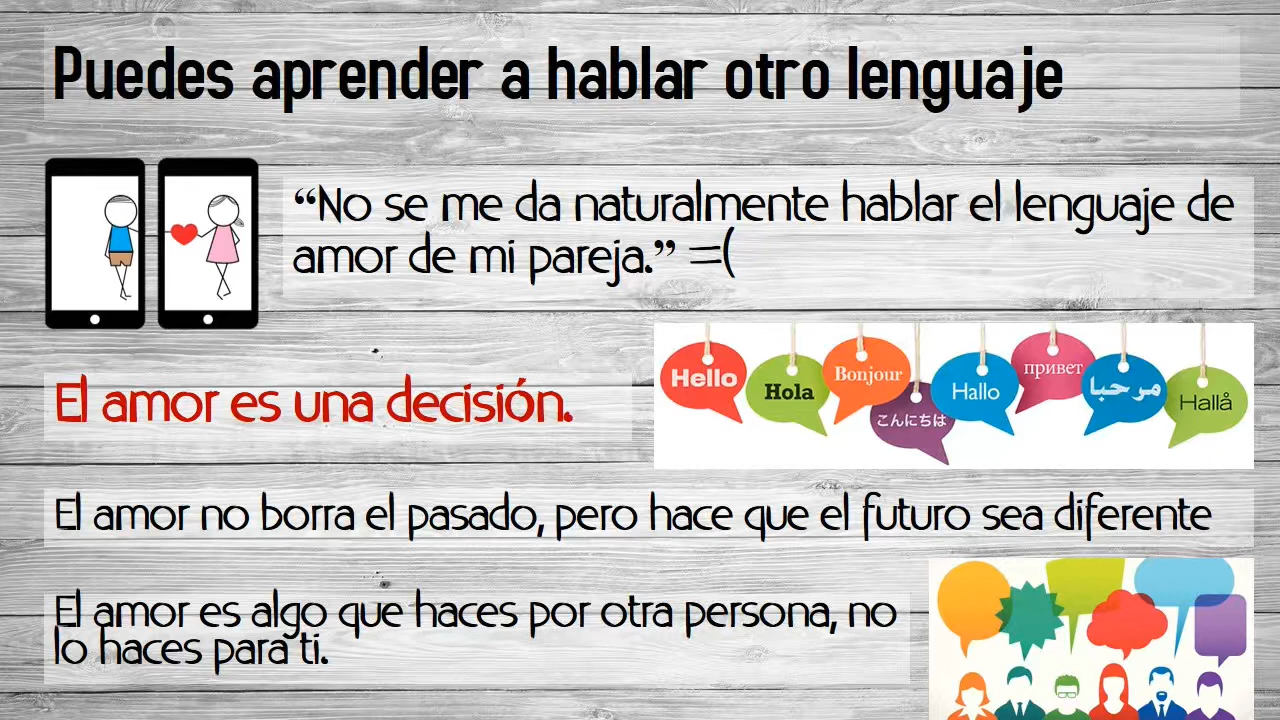 Puedes aprender a hablar otro lenguaje
“No se me da naturalmente hablar el lenguaje de
amor de mi pareja.” =(
El amor es una decisión.
Hello
Hola
Bonjour
こんにちは
Hallo
привет
مرحبا
Hallå
El amor no borra el pasado, pero hace que el futuro sea diferente
El amor es algo que haces por otra persona, no
lo haces para ti.